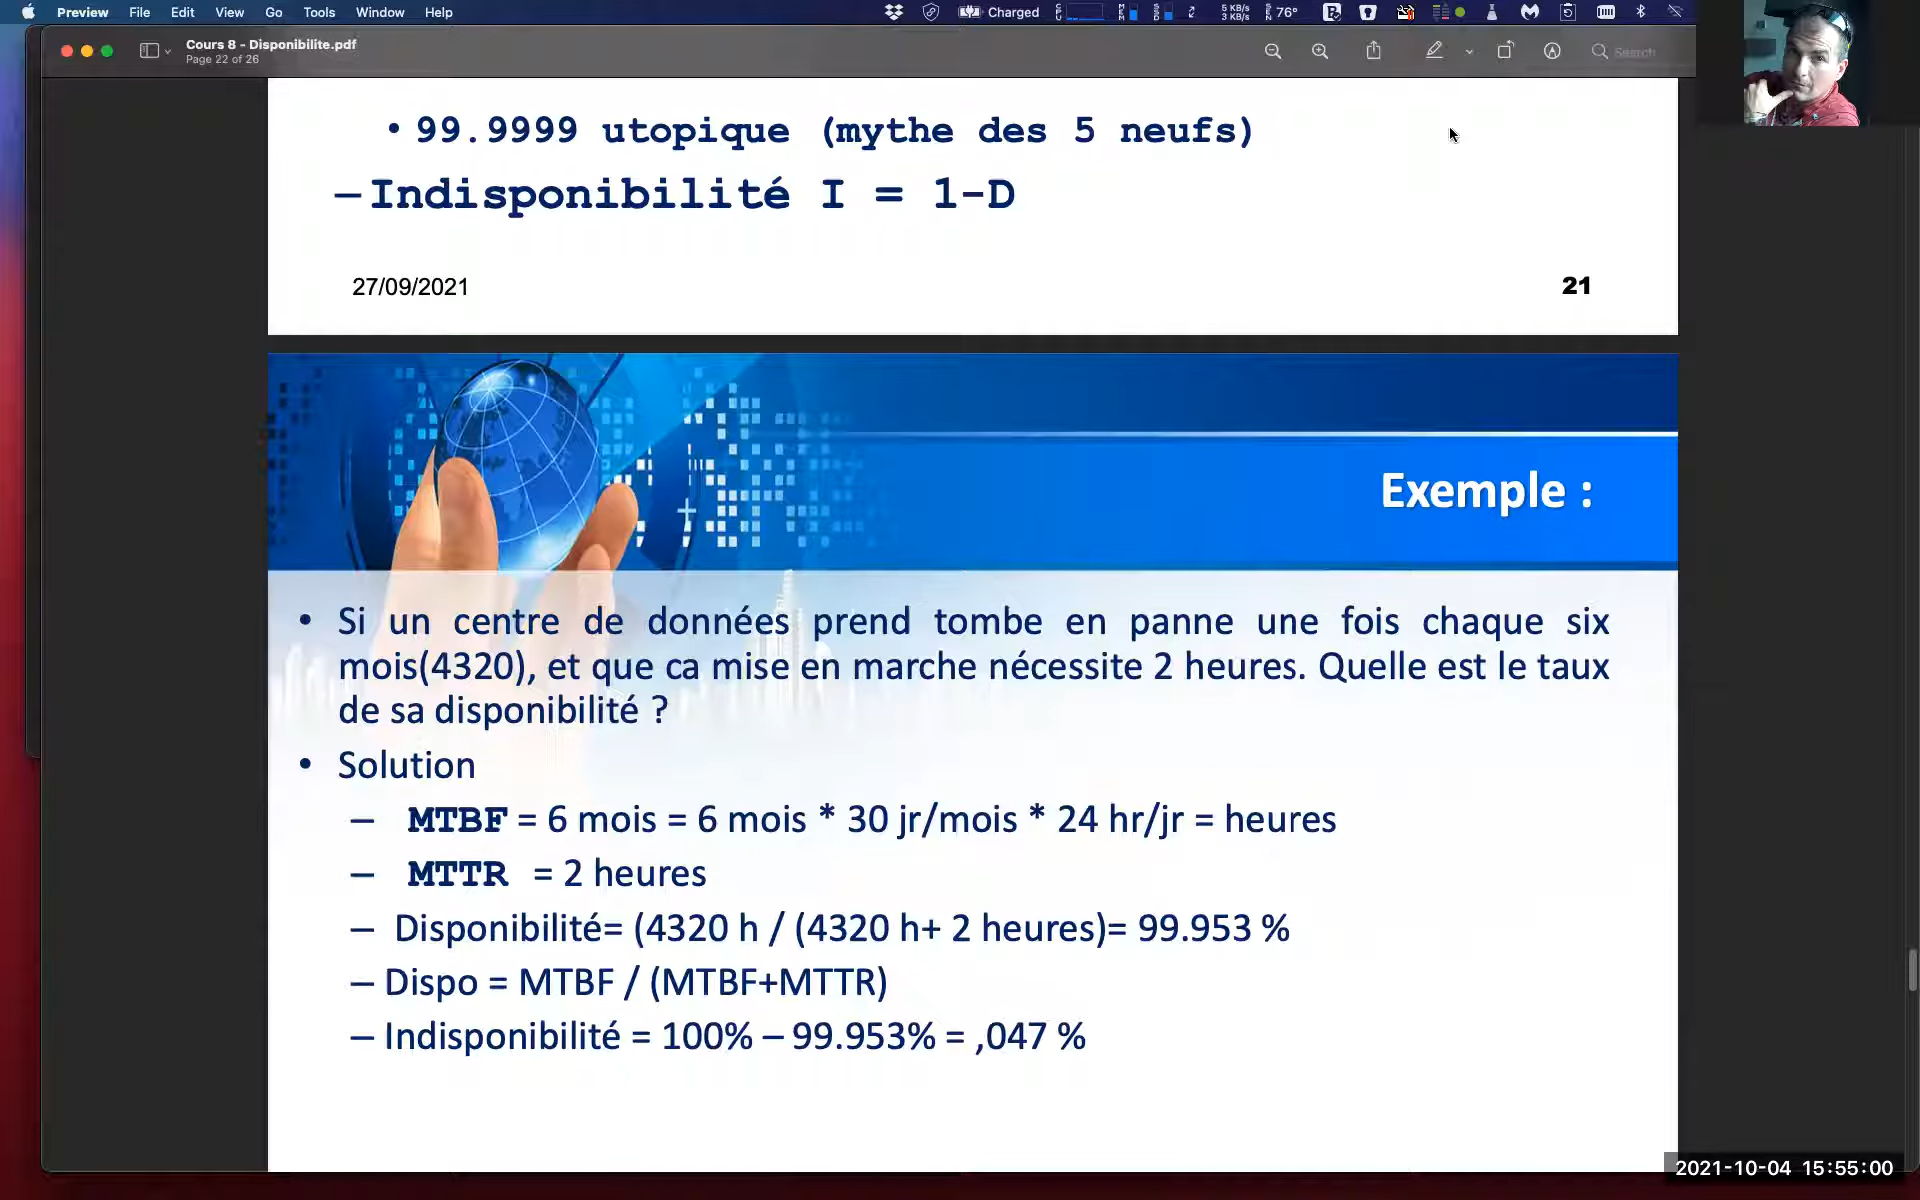 Preview File Edit View Go Tools Window Help
Charged
5 KB/s
3 KB/s
76°
Cours 8 - Disponibilite.pdf
Page 22 of 26
Search
• 99.9999 utopique (mythe des 5 neufs)
– Indisponibilité I = 1-D
27/09/2021
21
Exemple :
• Si un centre de données prend tombe en panne une fois chaque six
mois(4320), et que ca mise en marche nécessite 2 heures. Quelle est le taux
de sa disponibilité ?
• Solution
– MTBF = 6 mois = 6 mois * 30 jr/mois * 24 hr/jr = heures
– MTTR = 2 heures
– Disponibilité= (4320 h / (4320 h+ 2 heures)= 99.953 %
– Dispo = MTBF / (MTBF+MTTR)
– Indisponibilité = 100% – 99.953% = ,047 %
2021-10-04 15:55:00